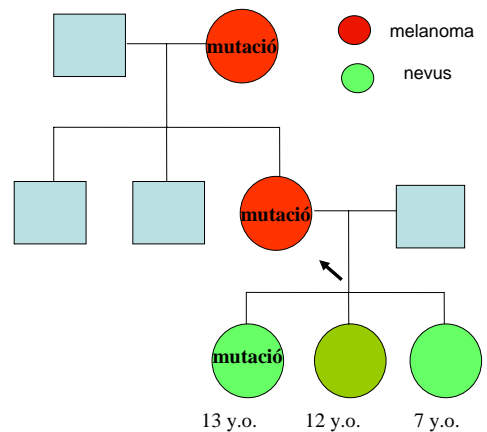 mutació
melanoma
nevus
mutació
mutació
13 y.o.
12 y.o.
7 y.o.